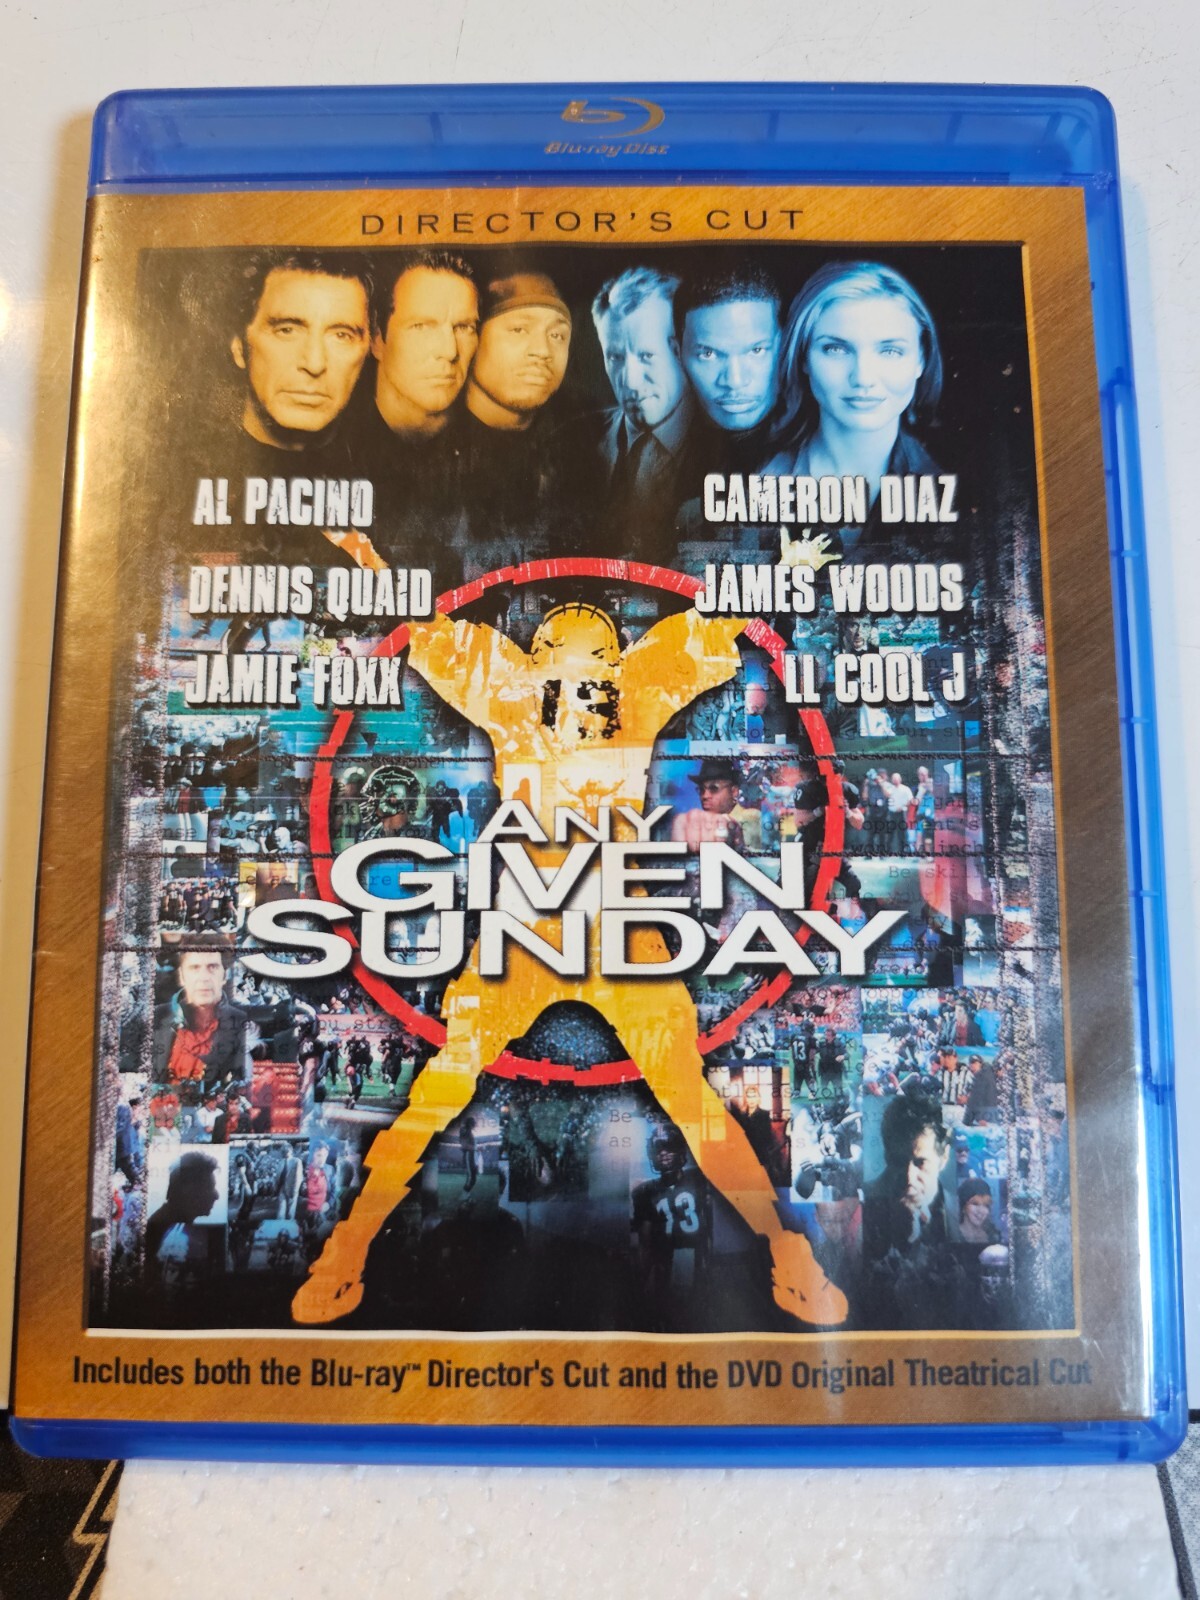 Blu-ray Disc
DIRECTOR'S CUT
AL PACINO
CAMERON DIAZ
DENNIS QUAID
JAMES WOODS
JAMIE FOXX
LL COOL J
13
ANY
GIVEN
SUNDAY
13
Includes both the Blu-ray™ Director's Cut and the DVD Original Theatrical Cut